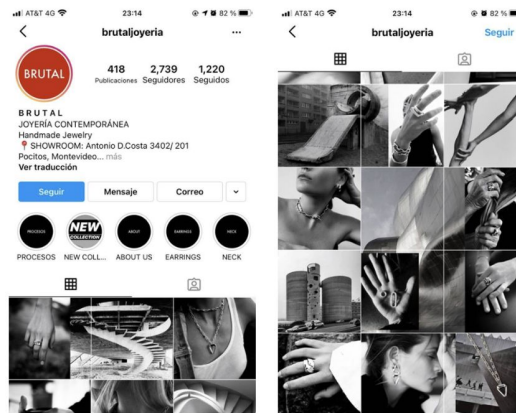 AT&T 4G 23:14 82 %
brutaljoyeria
BRUTAL
418 2,739 1,220
Publicaciones Seguidores Seguidos
BRUTAL
JOYERÍA CONTEMPORÁNEA
Handmade Jewelry
📍 SHOWROOM: Antonio D.Costa 3402/ 201
Pocitos, Montevideo... más
Ver traducción
Seguir Mensaje Correo
PROCESOS NEW COLLECTION ABOUT EARRINGS NECK
PROCESOS NEW COLL... ABOUT US EARRINGS NECK
AT&T 4G 23:14 82 %
brutaljoyeria Seguir